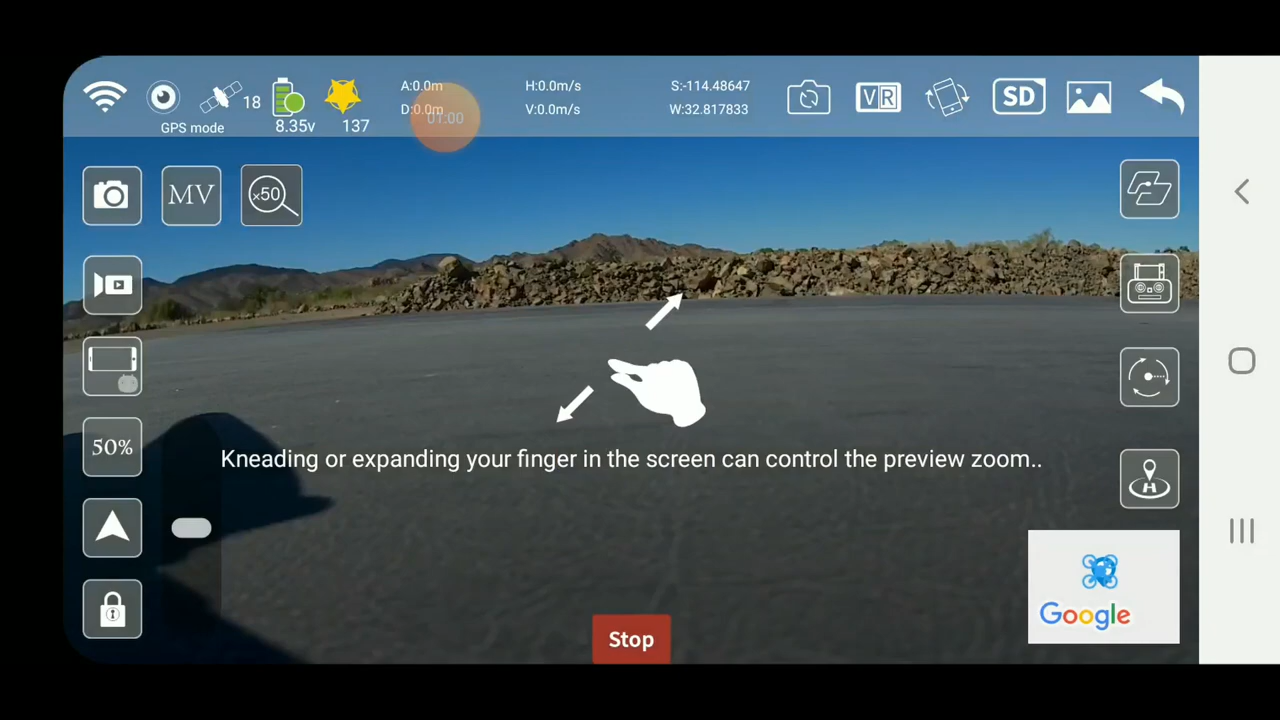 A:0.0m
H:0.0m/s
S:-114.48647
VR
SD
18
D:0.0m
01:00
V:0.0m/s
W:32.817833
GPS mode
8.35v
137
MV
x50
50%
Kneading or expanding your finger in the screen can control the preview zoom..
H
Google
Stop